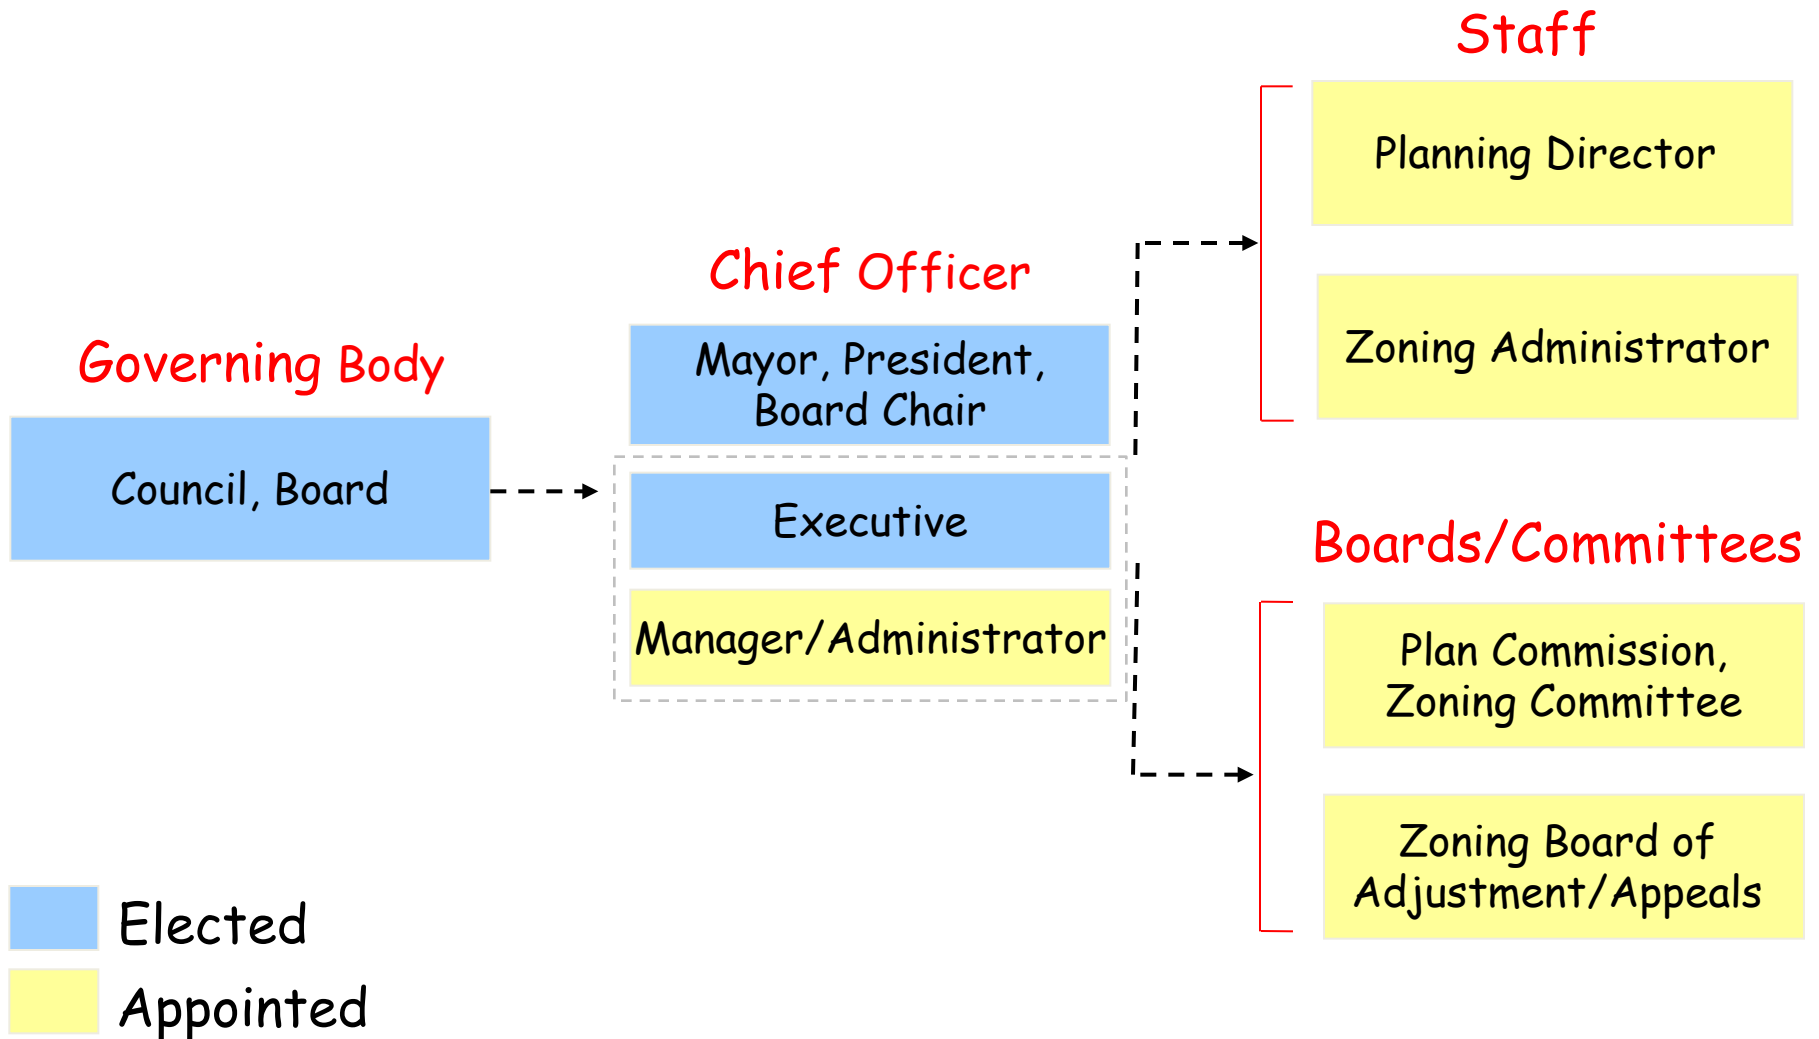 Staff
Planning Director
Zoning Administrator
Chief Officer
Mayor, President,
Board Chair
Executive
Manager/Administrator
Governing Body
Council, Board
Boards/Committees
Plan Commission,
Zoning Committee
Zoning Board of
Adjustment/Appeals
Elected
Appointed